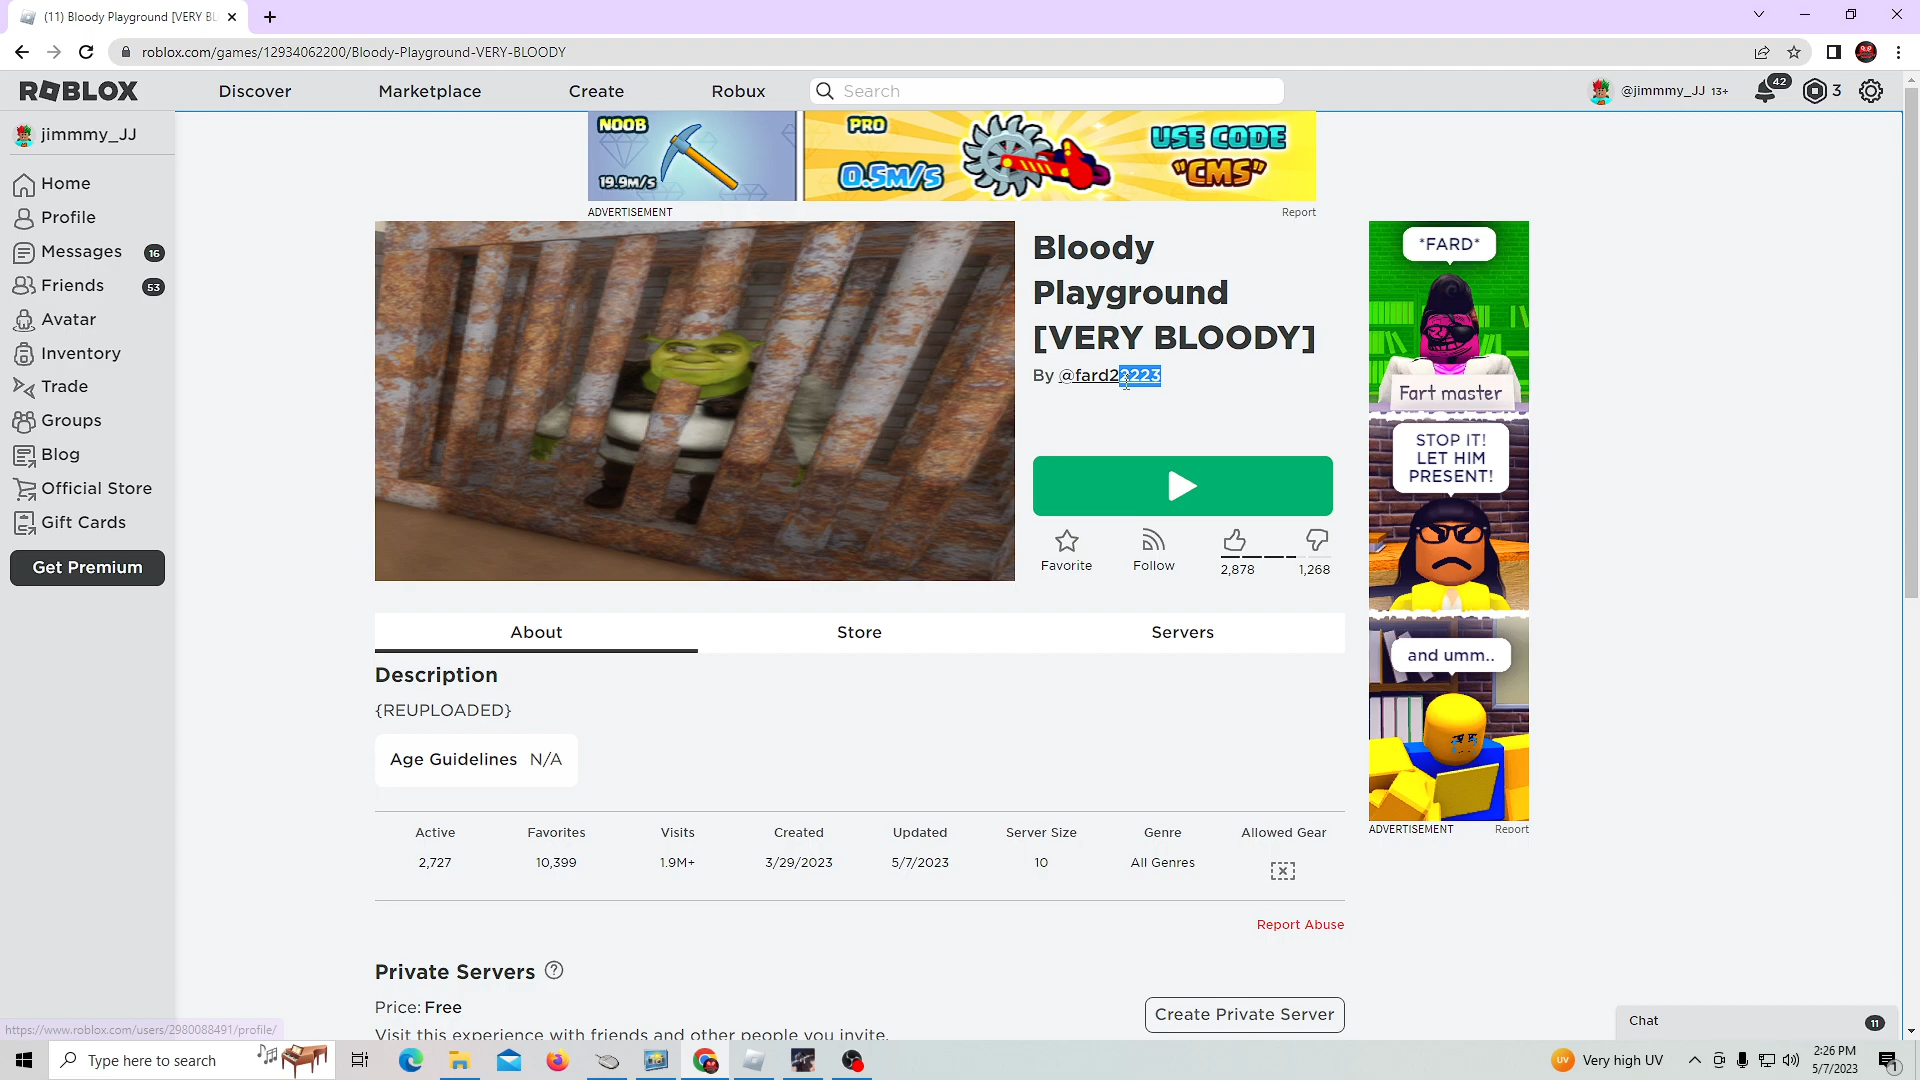 (11) Bloody Playground [VERY BL
roblox.com/games/12934062200/Bloody-Playground-VERY-BLOODY
ROBLOX
Discover
Marketplace
Create
Robux
Search
@jimmmy_JJ 13+
42
3
jimmmy_JJ
Home
Profile
Messages 16
Friends 53
Avatar
Inventory
Trade
Groups
Blog
Official Store
Gift Cards
Get Premium
NOOB
19.9M/s
PRO
0.5M/s
USE CODE
"CMS"
ADVERTISEMENT
Report
Bloody
Playground
[VERY BLOODY]
By @fard22223
Favorite
Follow
2,878
1,268
*FARD*
Fart master
STOP IT!
LET HIM
PRESENT!
and umm..
ADVERTISEMENT
Report
About
Store
Servers
Description
{REUPLOADED}
Age Guidelines N/A
Active Favorites Visits Created Updated Server Size Genre Allowed Gear
2,727 10,399 1.9M+ 3/29/2023 5/7/2023 10 All Genres
Report Abuse
Private Servers ?
Price: Free
Visit this experience with friends and other people you invite.
Create Private Server
Chat
11
https://www.roblox.com/users/2980088491/profile/
Type here to search
UV
Very high UV
2:26 PM
5/7/2023
1